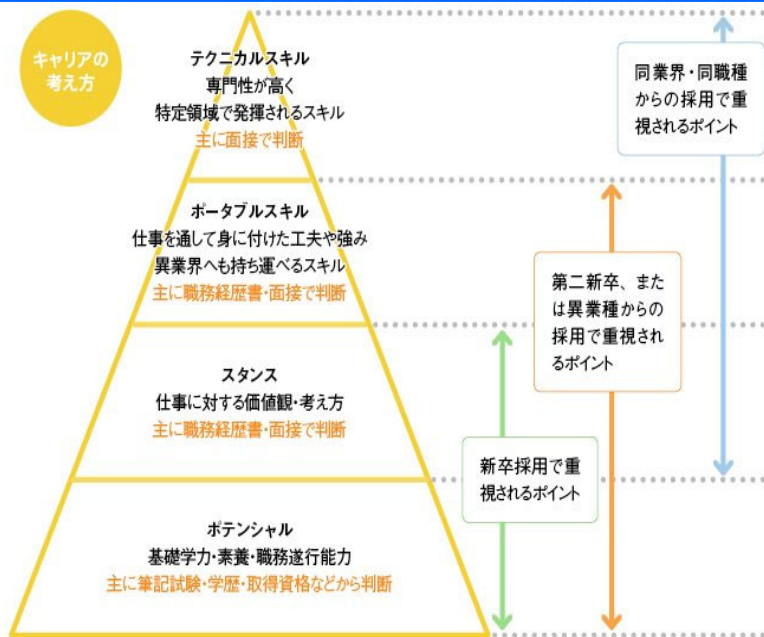 キャリアの
考え方
テクニカルスキル
専門性が高く
特定領域で発揮されるスキル
主に面接で判断
ポータブルスキル
仕事を通して身に付けた工夫や強み
異業界へも持ち運べるスキル
主に職務経歴書・面接で判断
スタンス
仕事に対する価値観・考え方
主に職務経歴書・面接で判断
ポテンシャル
基礎学力・素養・職務遂行能力
主に筆記試験・学歴・取得資格などから判断
新卒採用で重
視されるポイント
第二新卒、また
は異業種からの
採用で重視され
るポイント
同業界・同職種
からの採用で重
視されるポイント